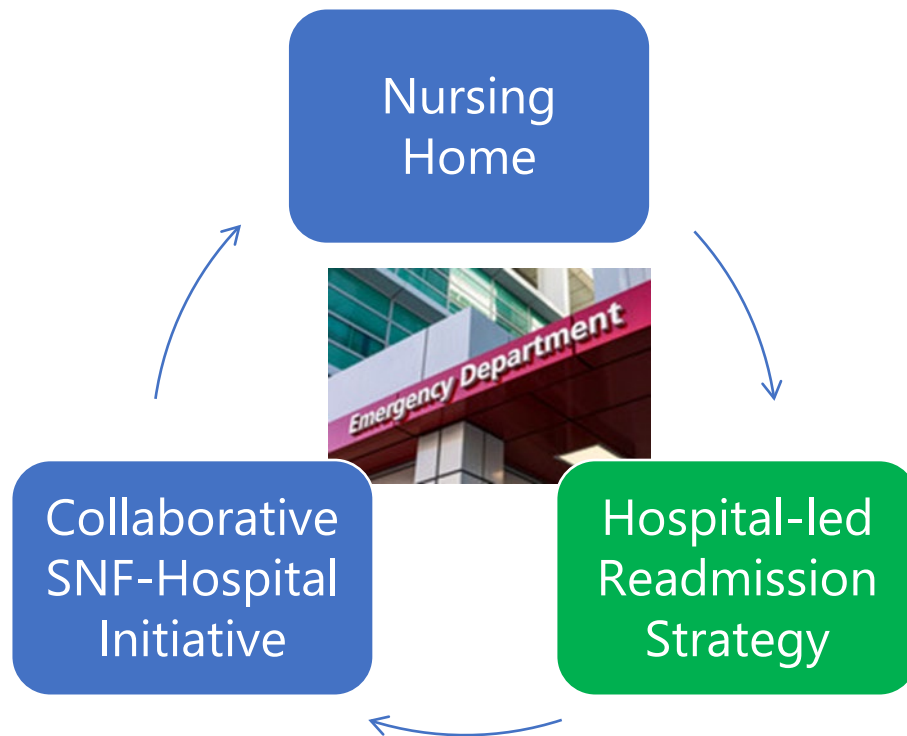 Nursing
Home
Emergency Department
Collaborative
SNF-Hospital
Initiative
Hospital-led
Readmission
Strategy